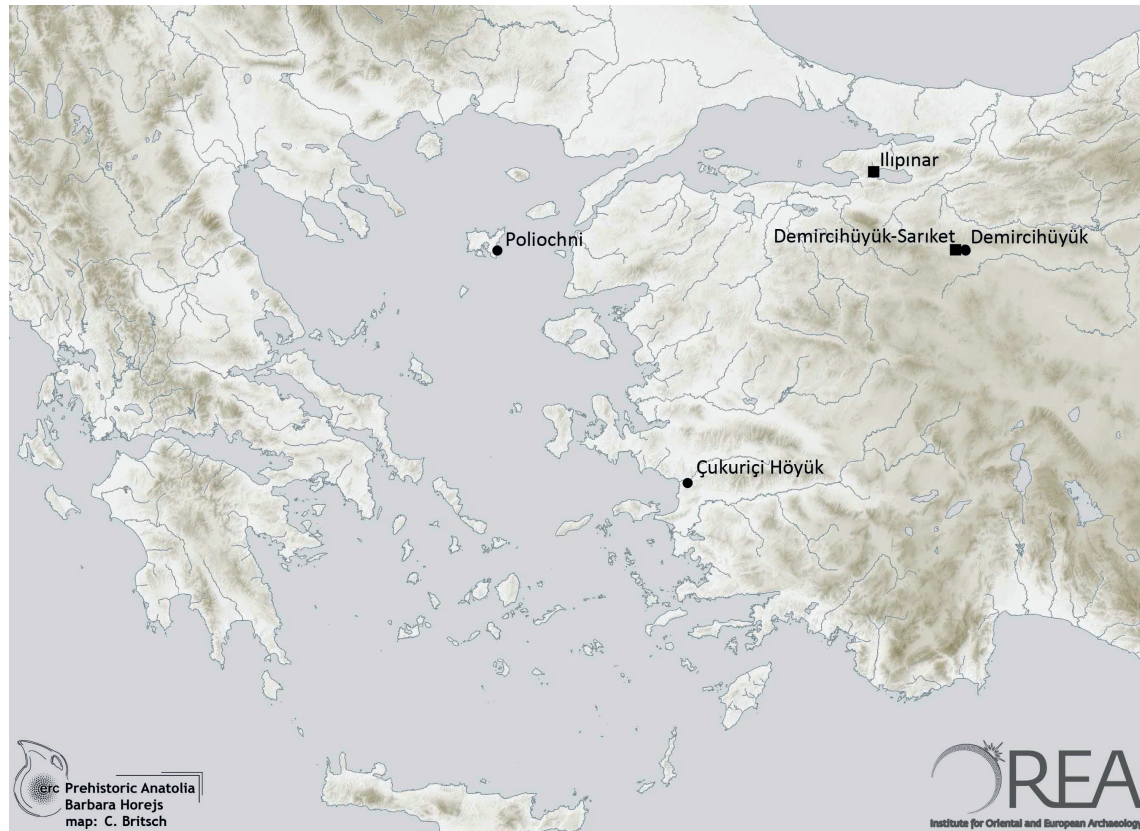 Ilıpınar
Demircihüyük-Sarıket Demircihüyük
Poliochni
Çukuriçi Höyük
erc Prehistoric Anatolia
Barbara Horejs
map: C. Britsch
OREA
Institute for Oriental and European Archaeology